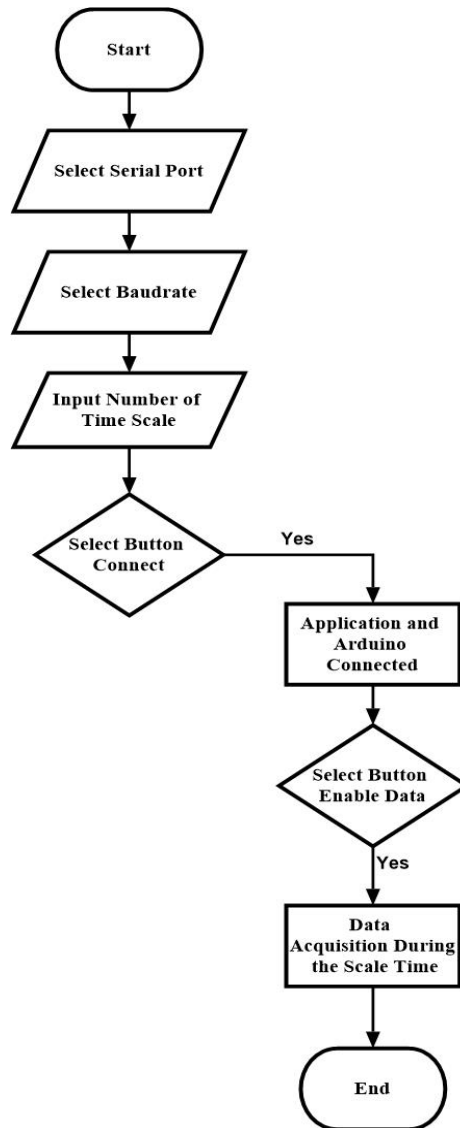 Start
Select Serial Port
Select Baudrate
Input Number of
Time Scale
Select Button
Connect
Yes
Application and
Arduino
Connected
Select Button
Enable Data
Yes
Data
Acquisition During
the Scale Time
End